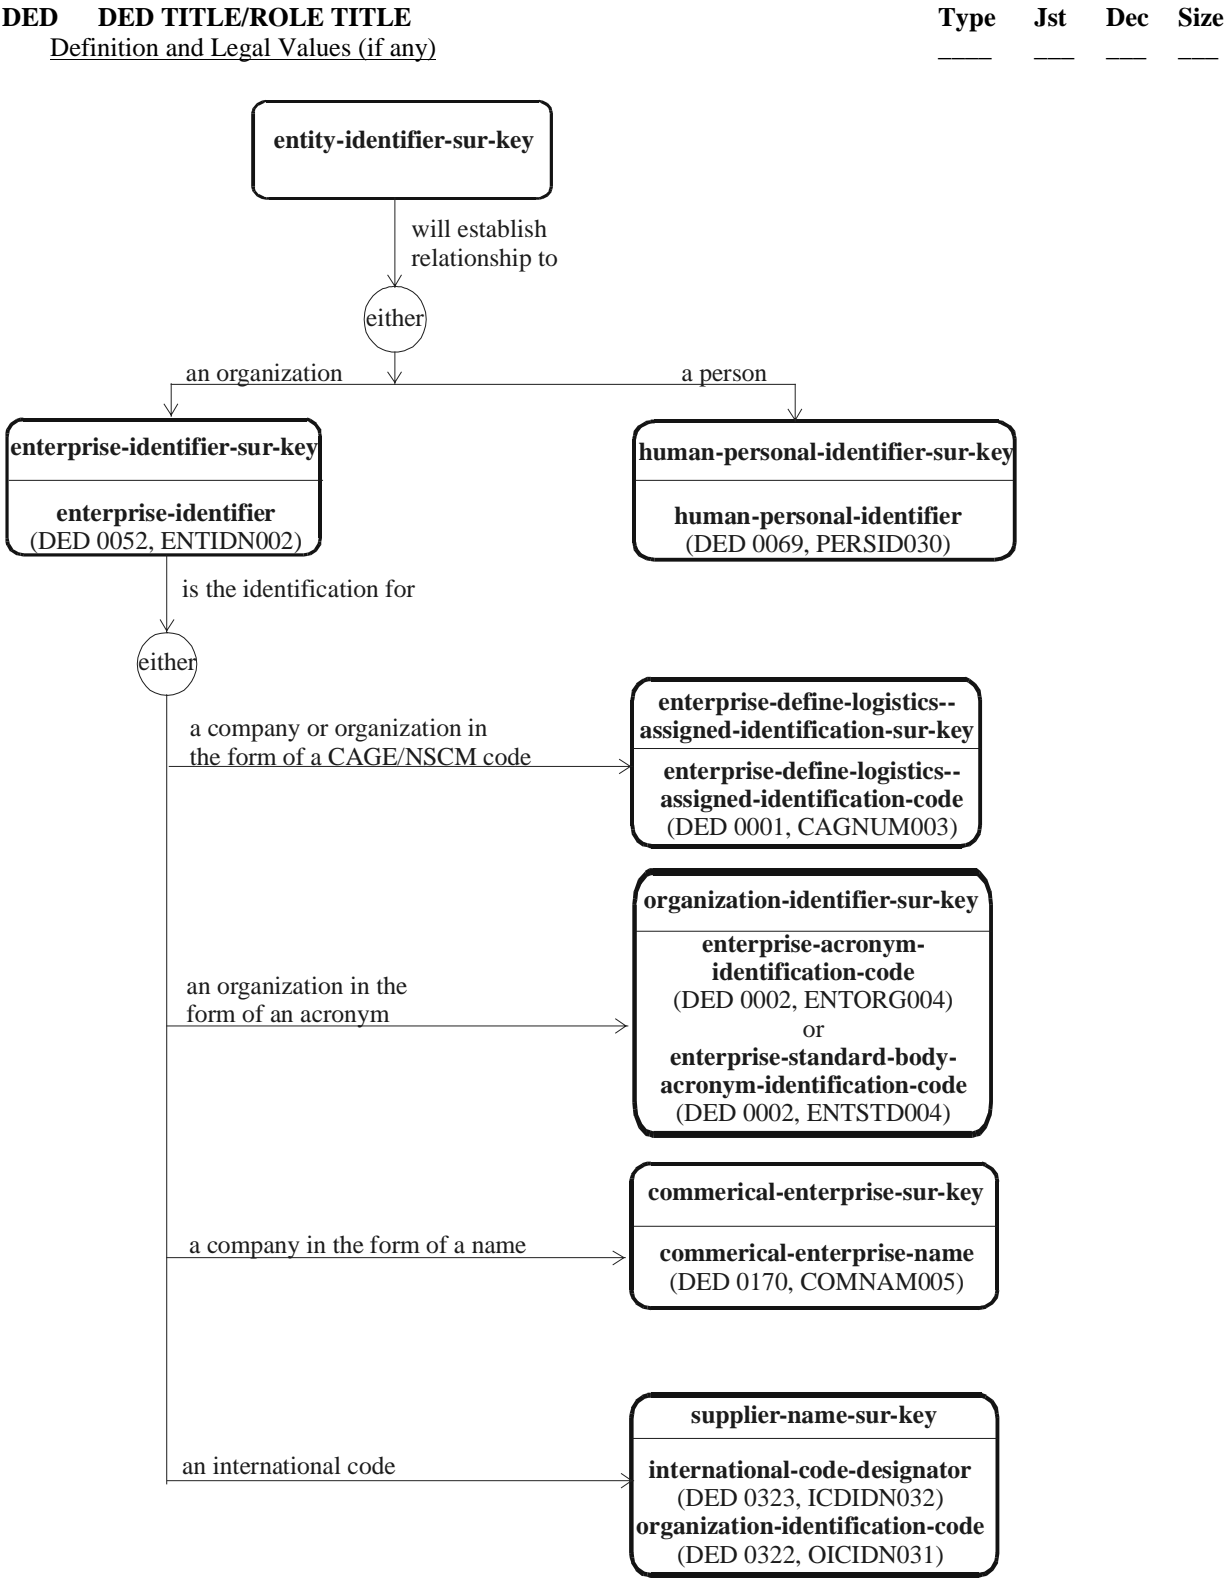 DED DED TITLE/ROLE TITLE Type Jst Dec Size
Definition and Legal Values (if any) ____ ___ ___ ___
entity-identifier-sur-key
will establish
relationship to
either
an organization
a person
enterprise-identifier-sur-key
enterprise-identifier
(DED 0052, ENTIDN002)
human-personal-identifier-sur-key
human-personal-identifier
(DED 0069, PERSID030)
is the identification for
either
a company or organization in
the form of a CAGE/NSCM code
enterprise-define-logistics--
assigned-identification-sur-key
enterprise-define-logistics--
assigned-identification-code
(DED 0001, CAGNUM003)
an organization in the
form of an acronym
organization-identifier-sur-key
enterprise-acronym-
identification-code
(DED 0002, ENTORG004)
or
enterprise-standard-body-
acronym-identification-code
(DED 0002, ENTSTD004)
a company in the form of a name
commerical-enterprise-sur-key
commerical-enterprise-name
(DED 0170, COMNAM005)
an international code
supplier-name-sur-key
international-code-designator
(DED 0323, ICDIDN032)
organization-identification-code
(DED 0322, OICIDN031)